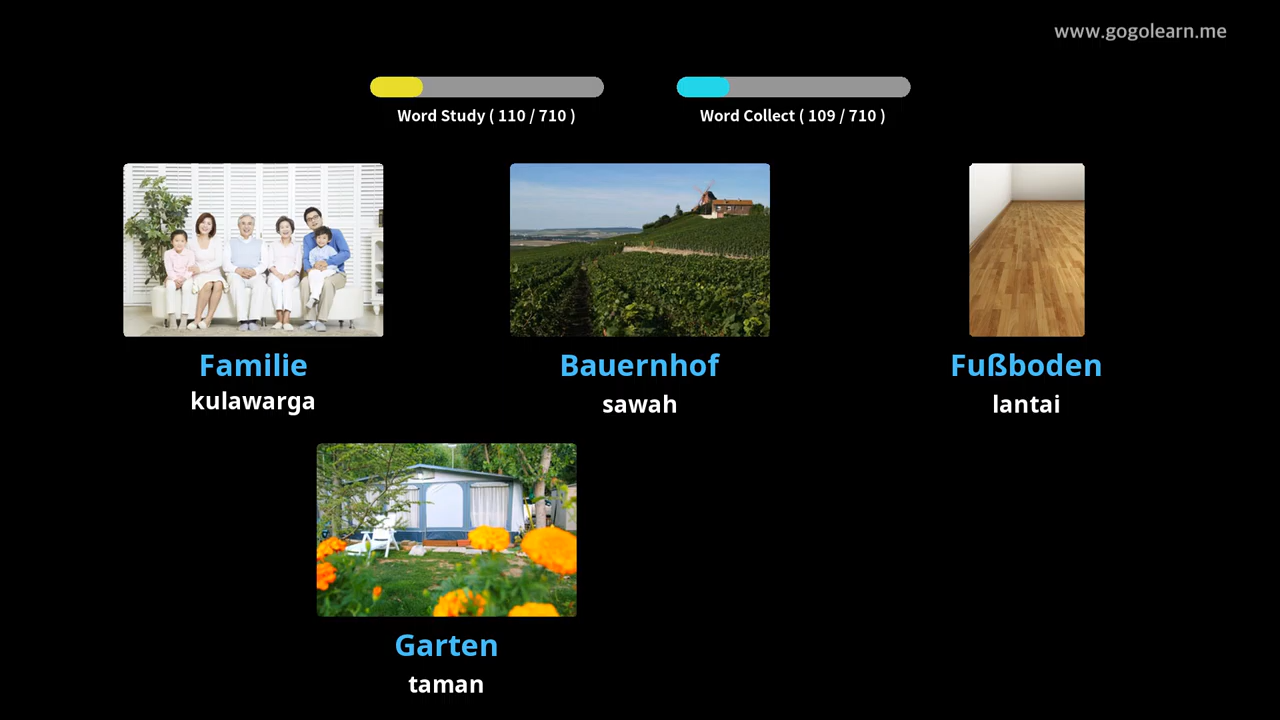 www.gogolearn.me
Word Study ( 110 / 710 )
Word Collect ( 109 / 710 )
Familie
kulawarga
Bauernhof
sawah
Fußboden
lantai
Garten
taman